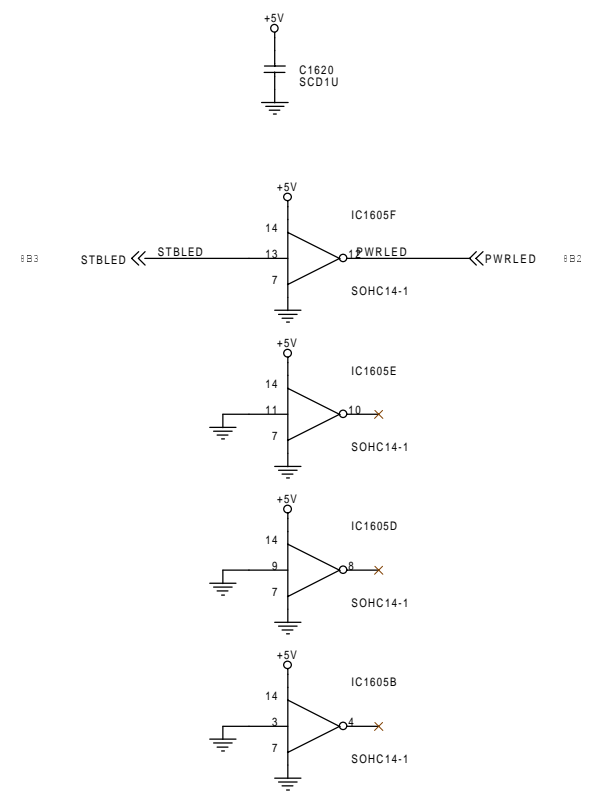 +5V
C1620
SCD1U
+5V
IC1605F
14
8B3 STBLED STBLED 13 12 PWRLED PWRLED 8B2
7
SOHC14-1
+5V
IC1605E
14
11 10
7
SOHC14-1
+5V
IC1605D
14
9 8
7
SOHC14-1
+5V
IC1605B
14
3 4
7
SOHC14-1